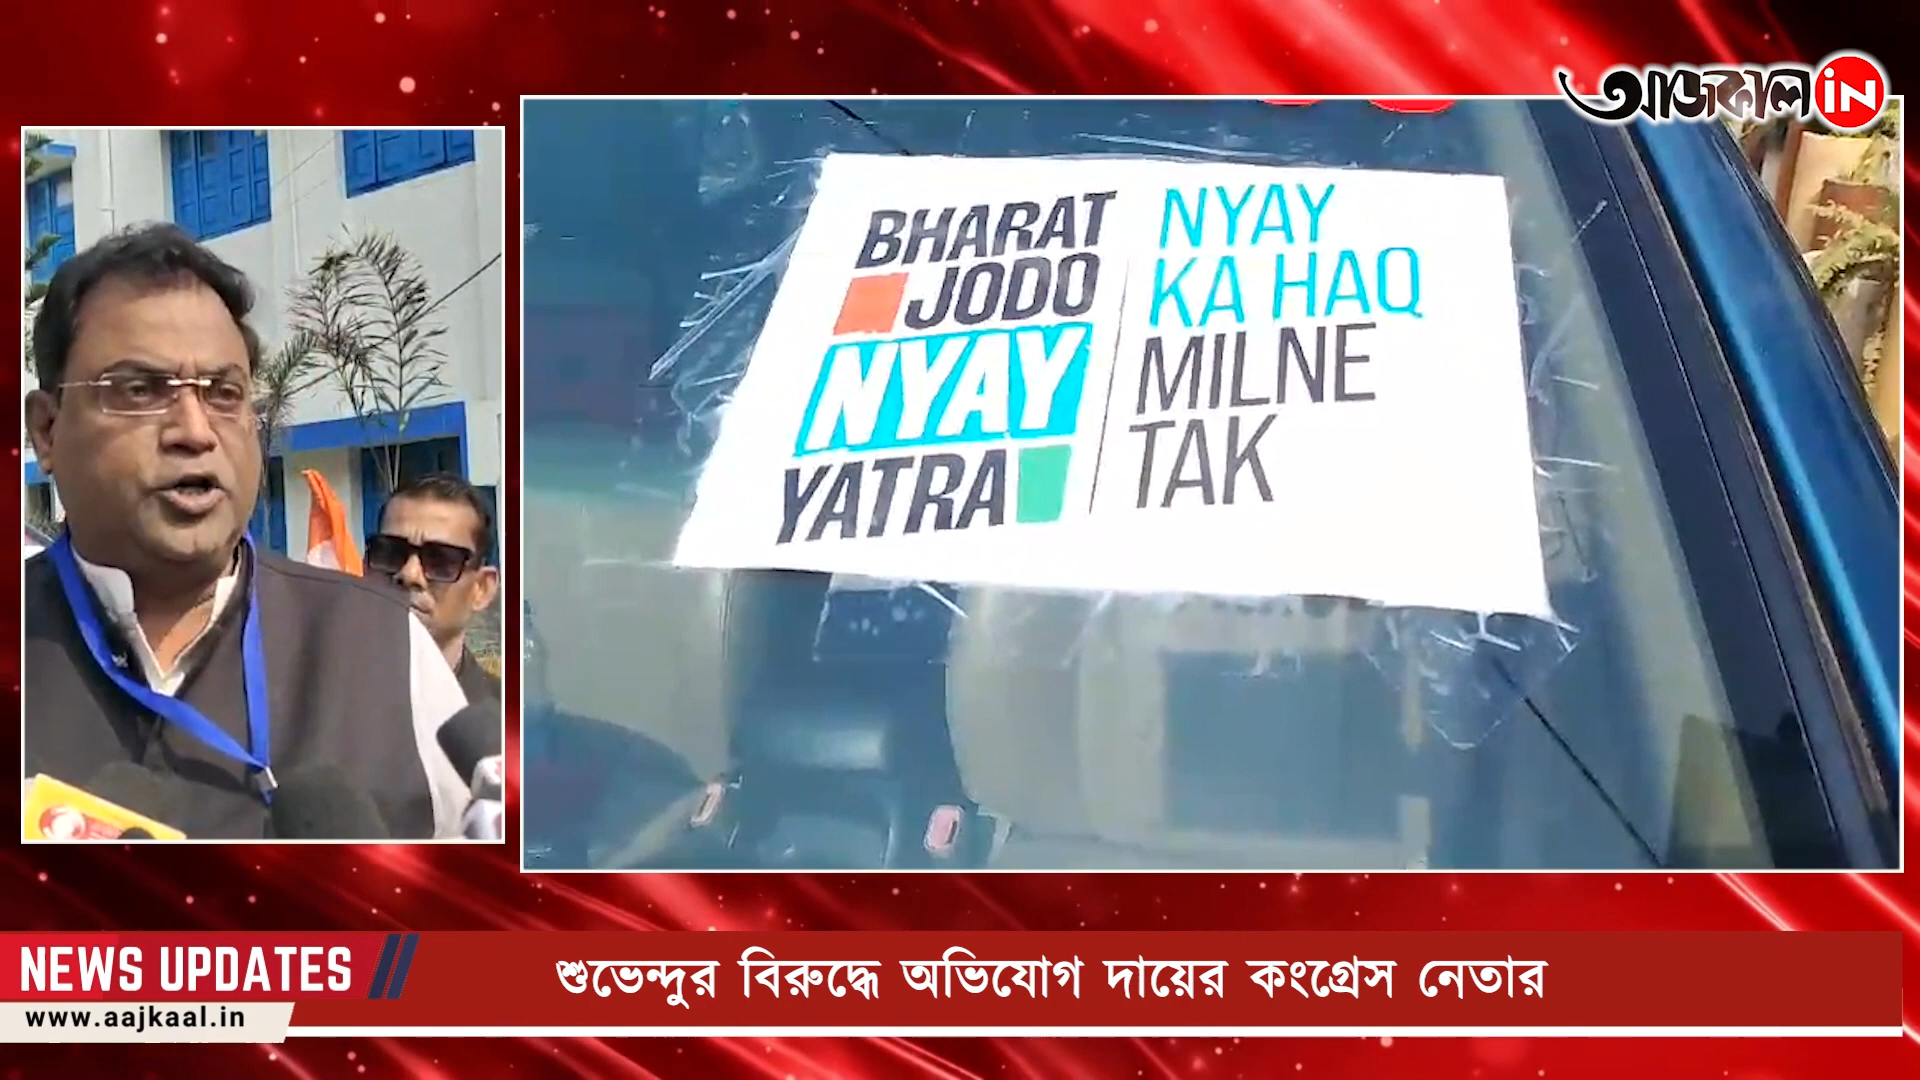 আজকাল iN
BHARAT
JODO
NYAY
YATRA
NYAY
KA HAQ
MILNE
TAK
NEWS UPDATES
www.aajkaal.in
শুভেন্দুর বিরুদ্ধে অভিযোগ দায়ের কংগ্রেস নেতার